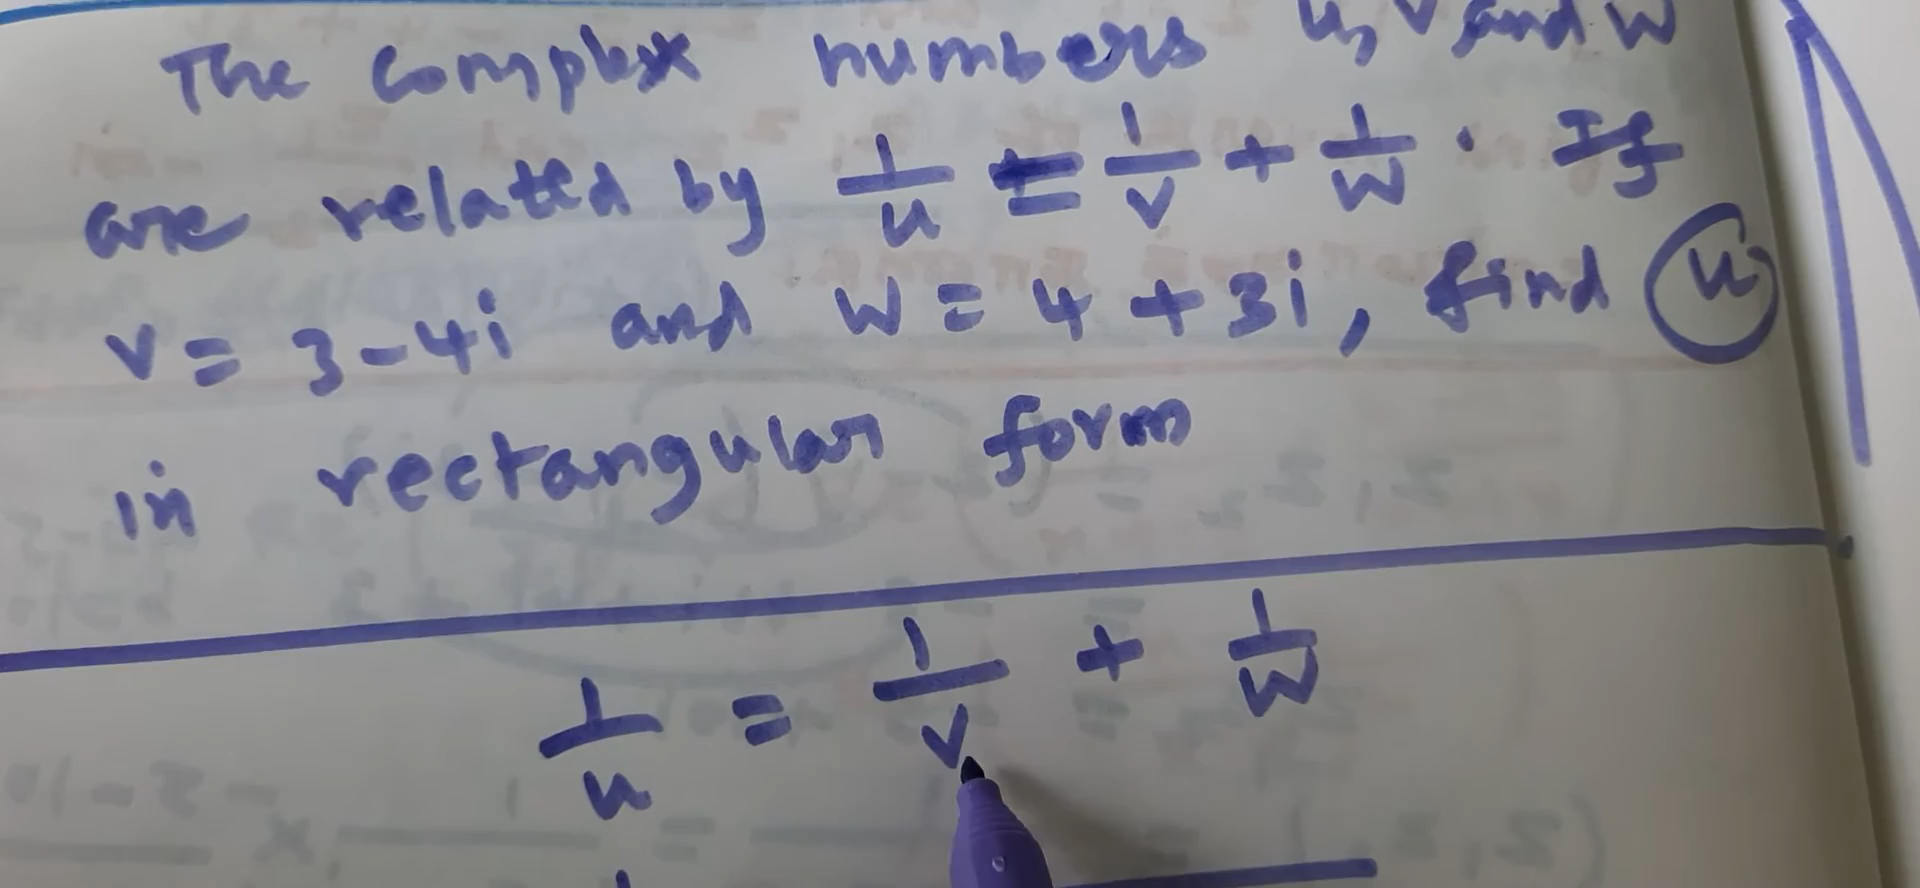 The complex numbers u, v and w
are related by 1/u = 1/v + 1/w. If
v = 3-4i and w = 4 + 3i, find u
in rectangular form
1/u = 1/v + 1/w